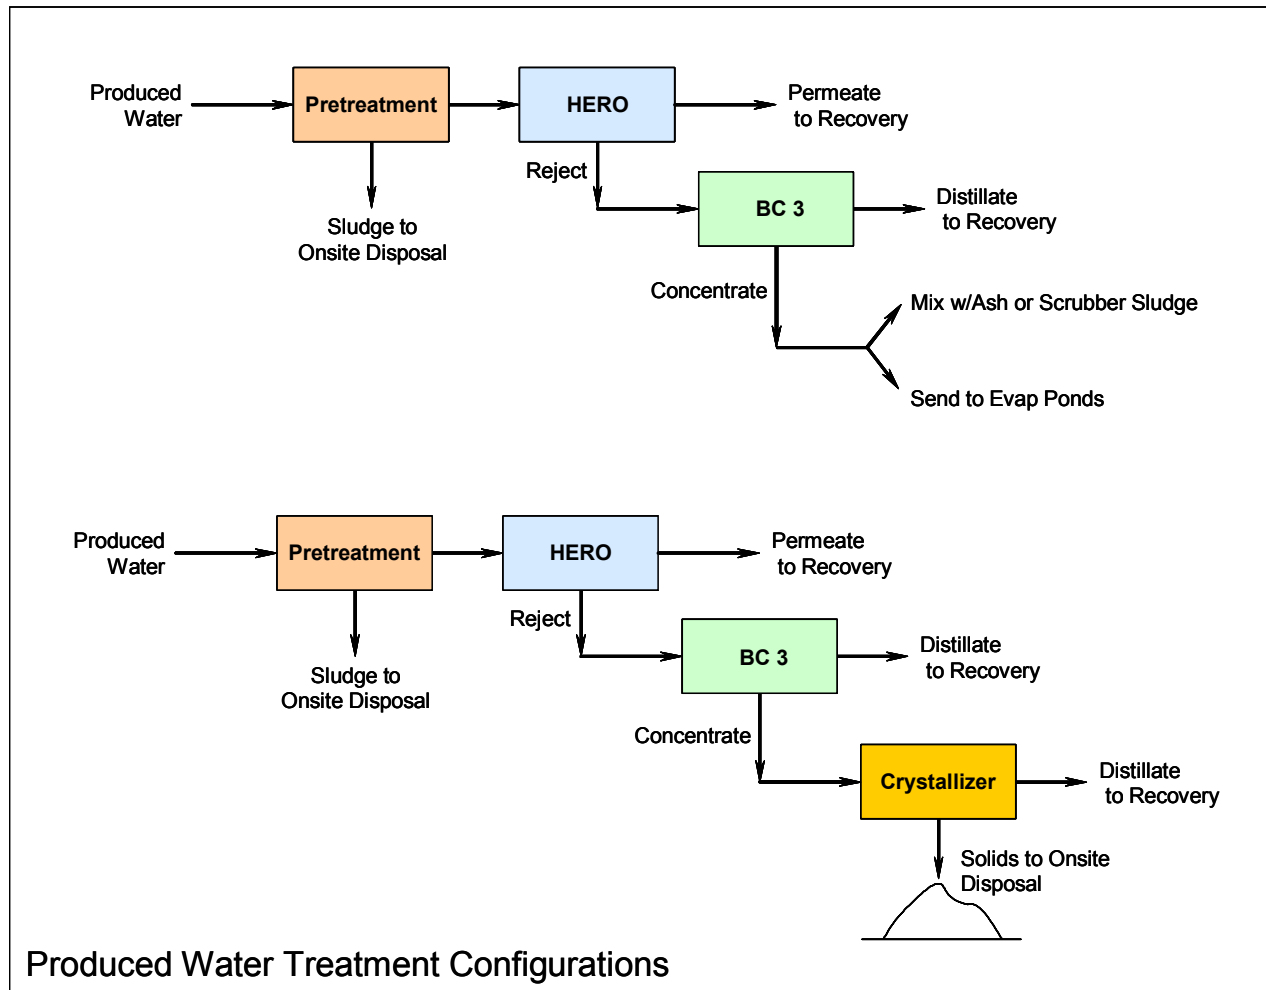 Produced
Water
Pretreatment
HERO
Permeate
to Recovery
Reject
Sludge to
Onsite Disposal
BC 3
Distillate
to Recovery
Concentrate
Mix w/Ash or Scrubber Sludge
Send to Evap Ponds
Produced
Water
Pretreatment
HERO
Permeate
to Recovery
Reject
Sludge to
Onsite Disposal
BC 3
Distillate
to Recovery
Concentrate
Crystallizer
Distillate
to Recovery
Solids to Onsite
Disposal
Produced Water Treatment Configurations